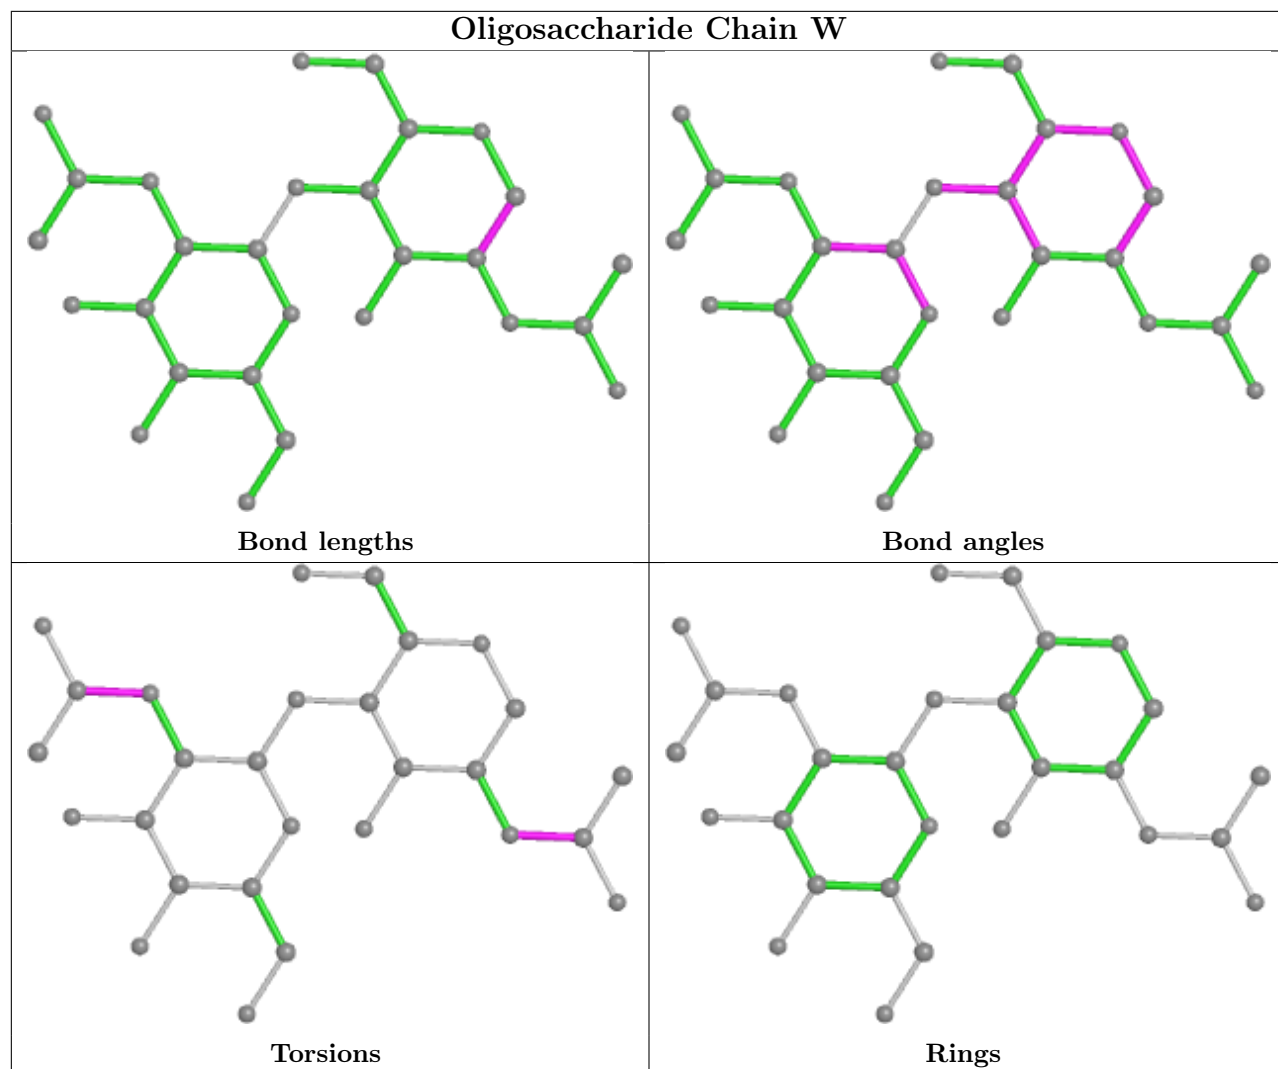 Oligosaccharide Chain W
Bond lengths
Bond angles
Torsions
Rings